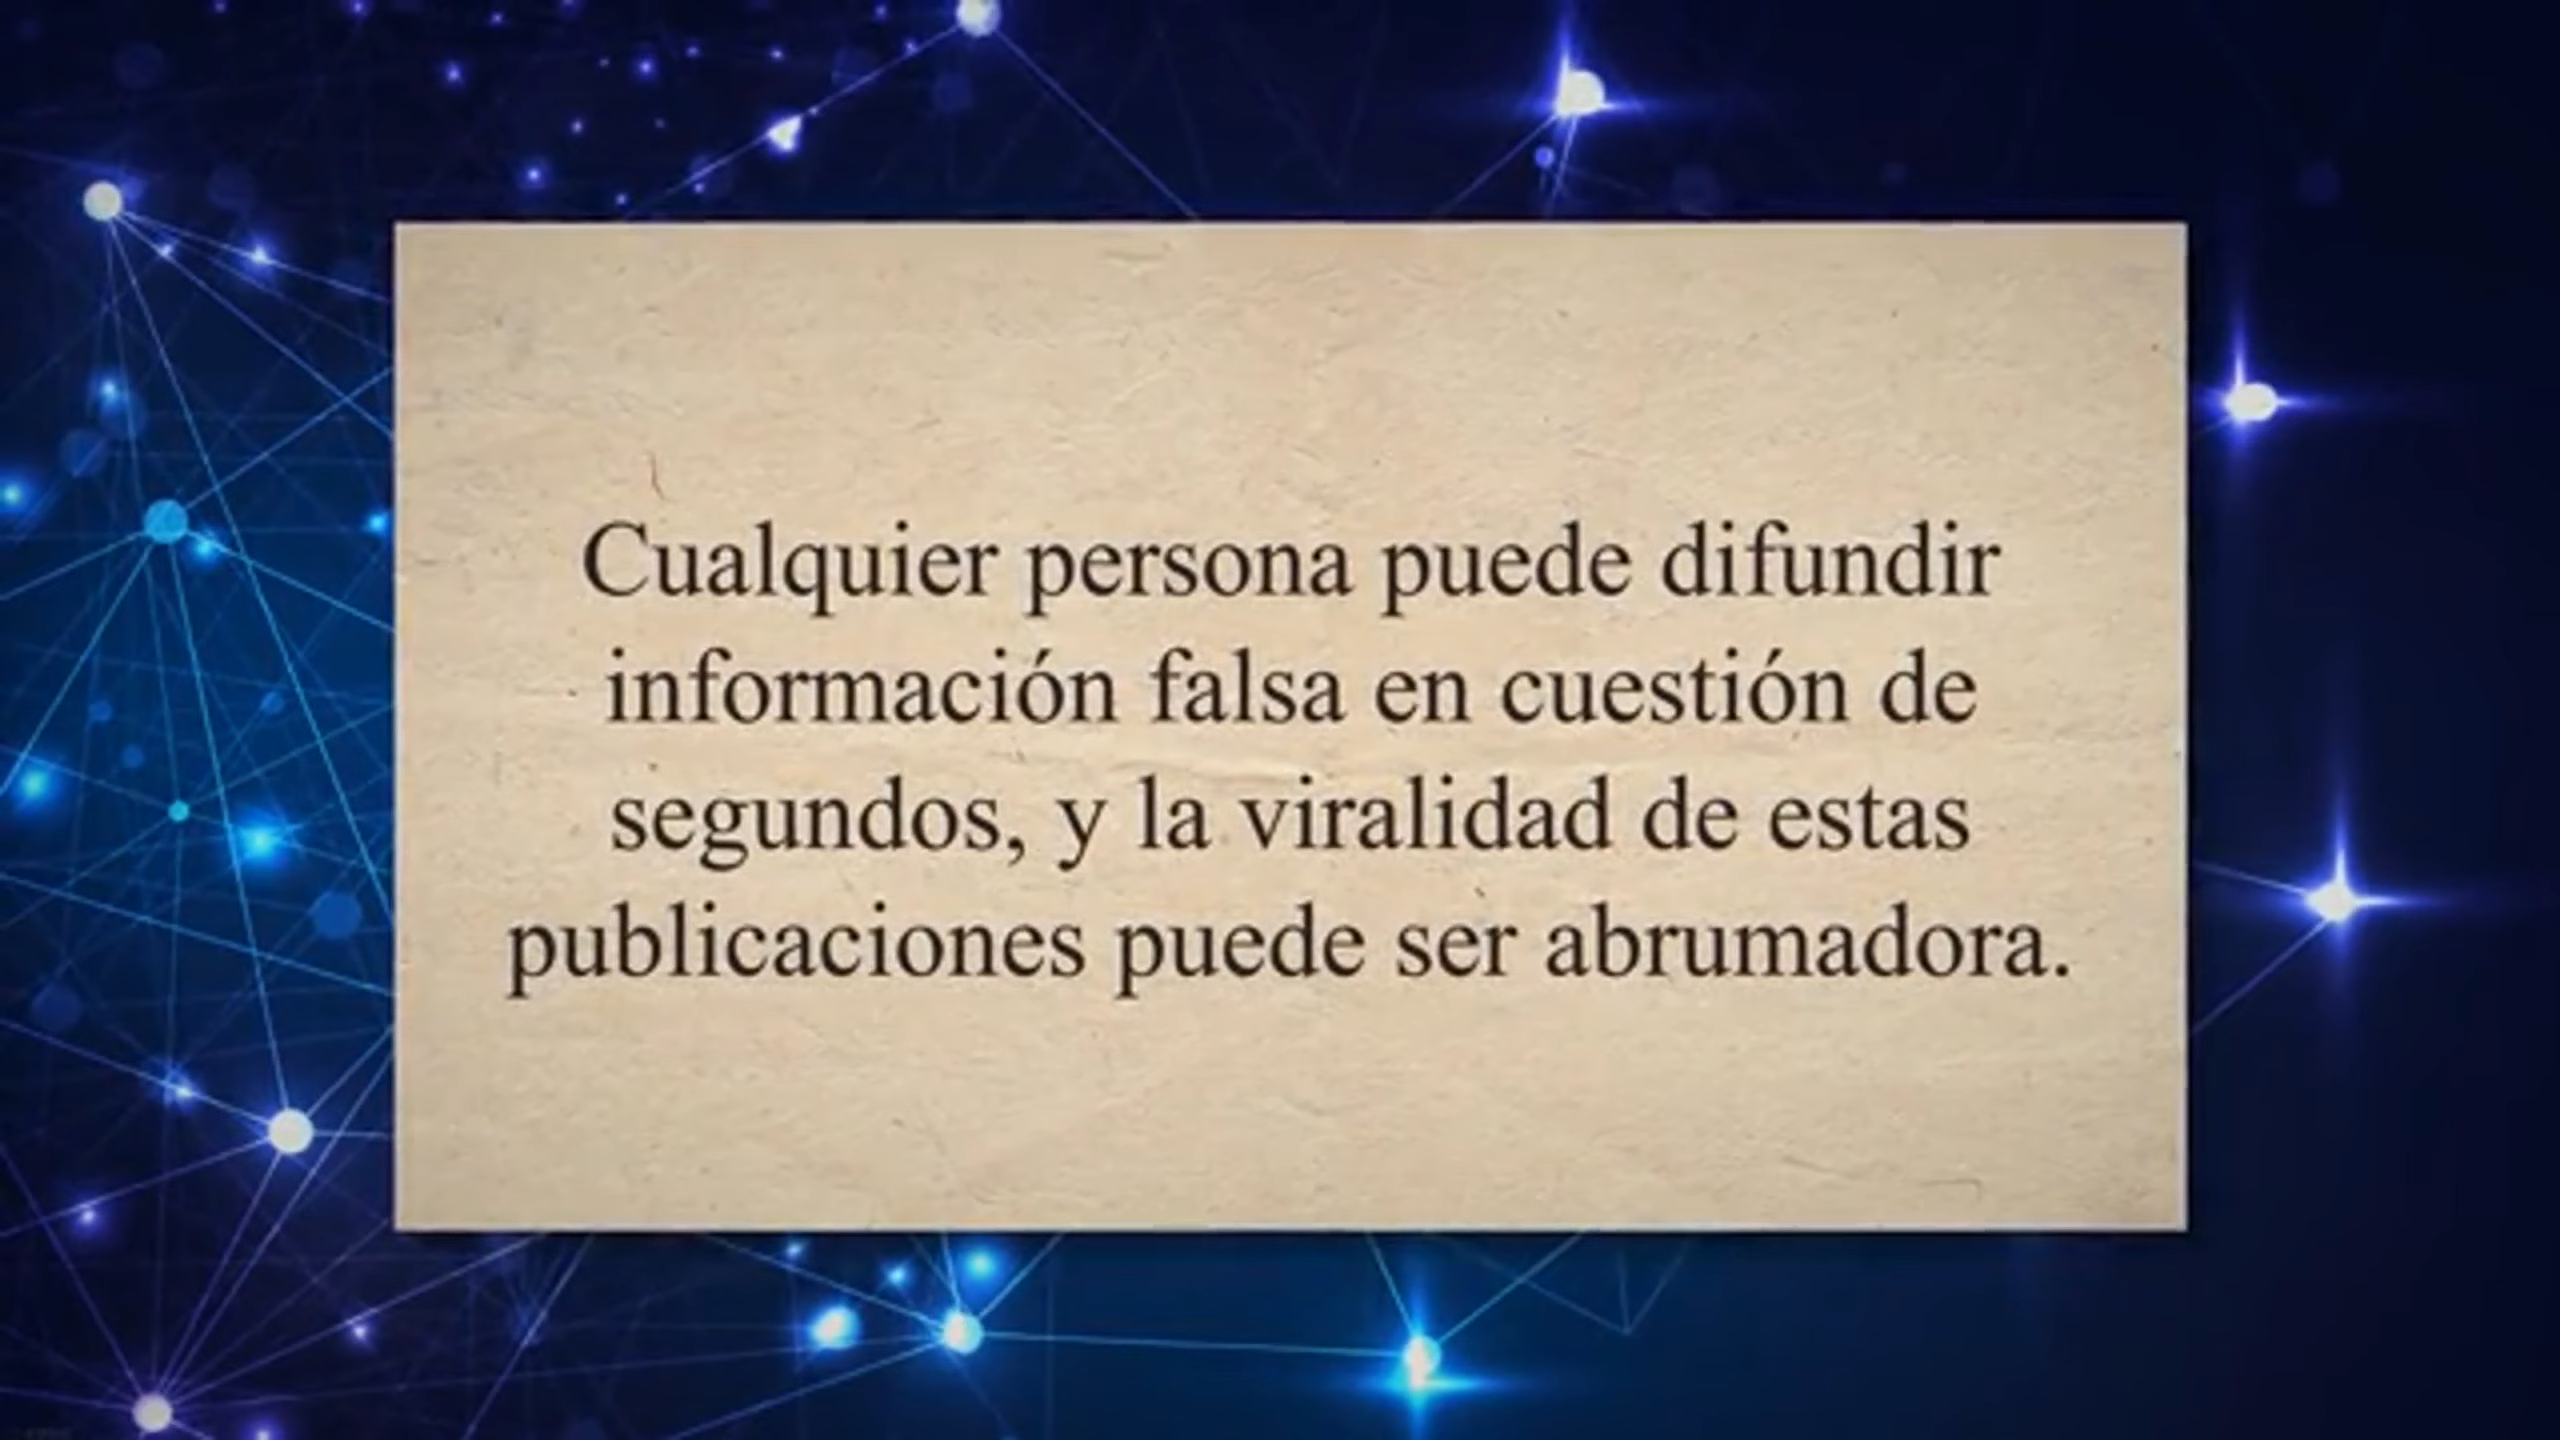 Cualquier persona puede difundir
información falsa en cuestión de
segundos, y la viralidad de estas
publicaciones puede ser abrumadora.